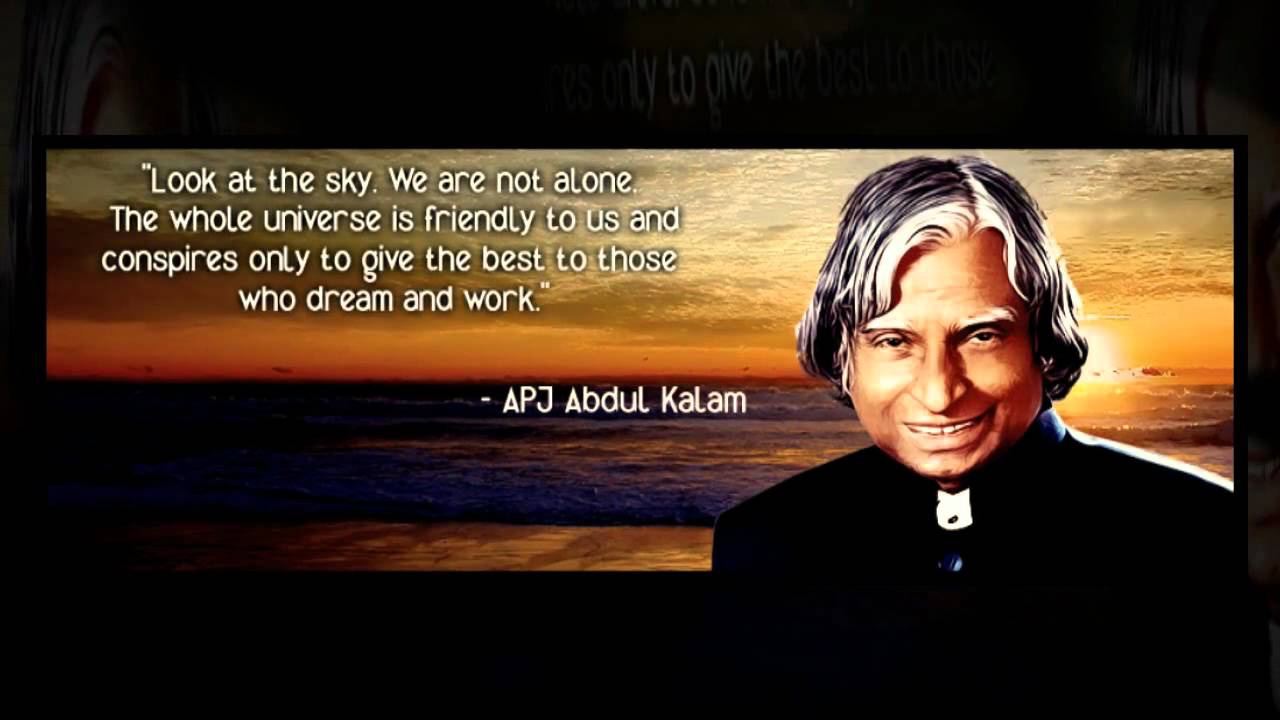 res only to give the best to those
"Look at the sky. We are not alone.
The whole universe is friendly to us and
conspires only to give the best to those
who dream and work."
- APJ Abdul Kalam